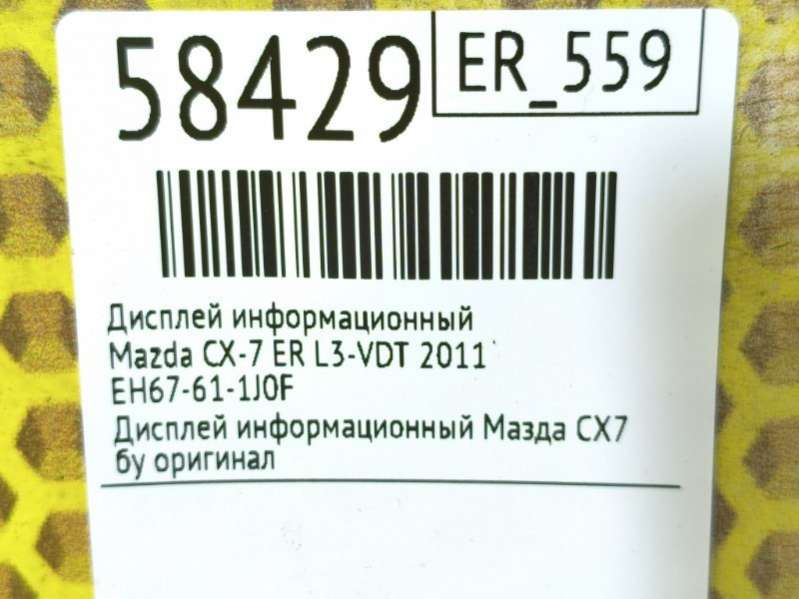 58429
ER_559
Дисплей информационный
Mazda CX-7 ER L3-VDT 2011
EH67-61-1J0F
Дисплей информационный Мазда СХ7
бу оригинал